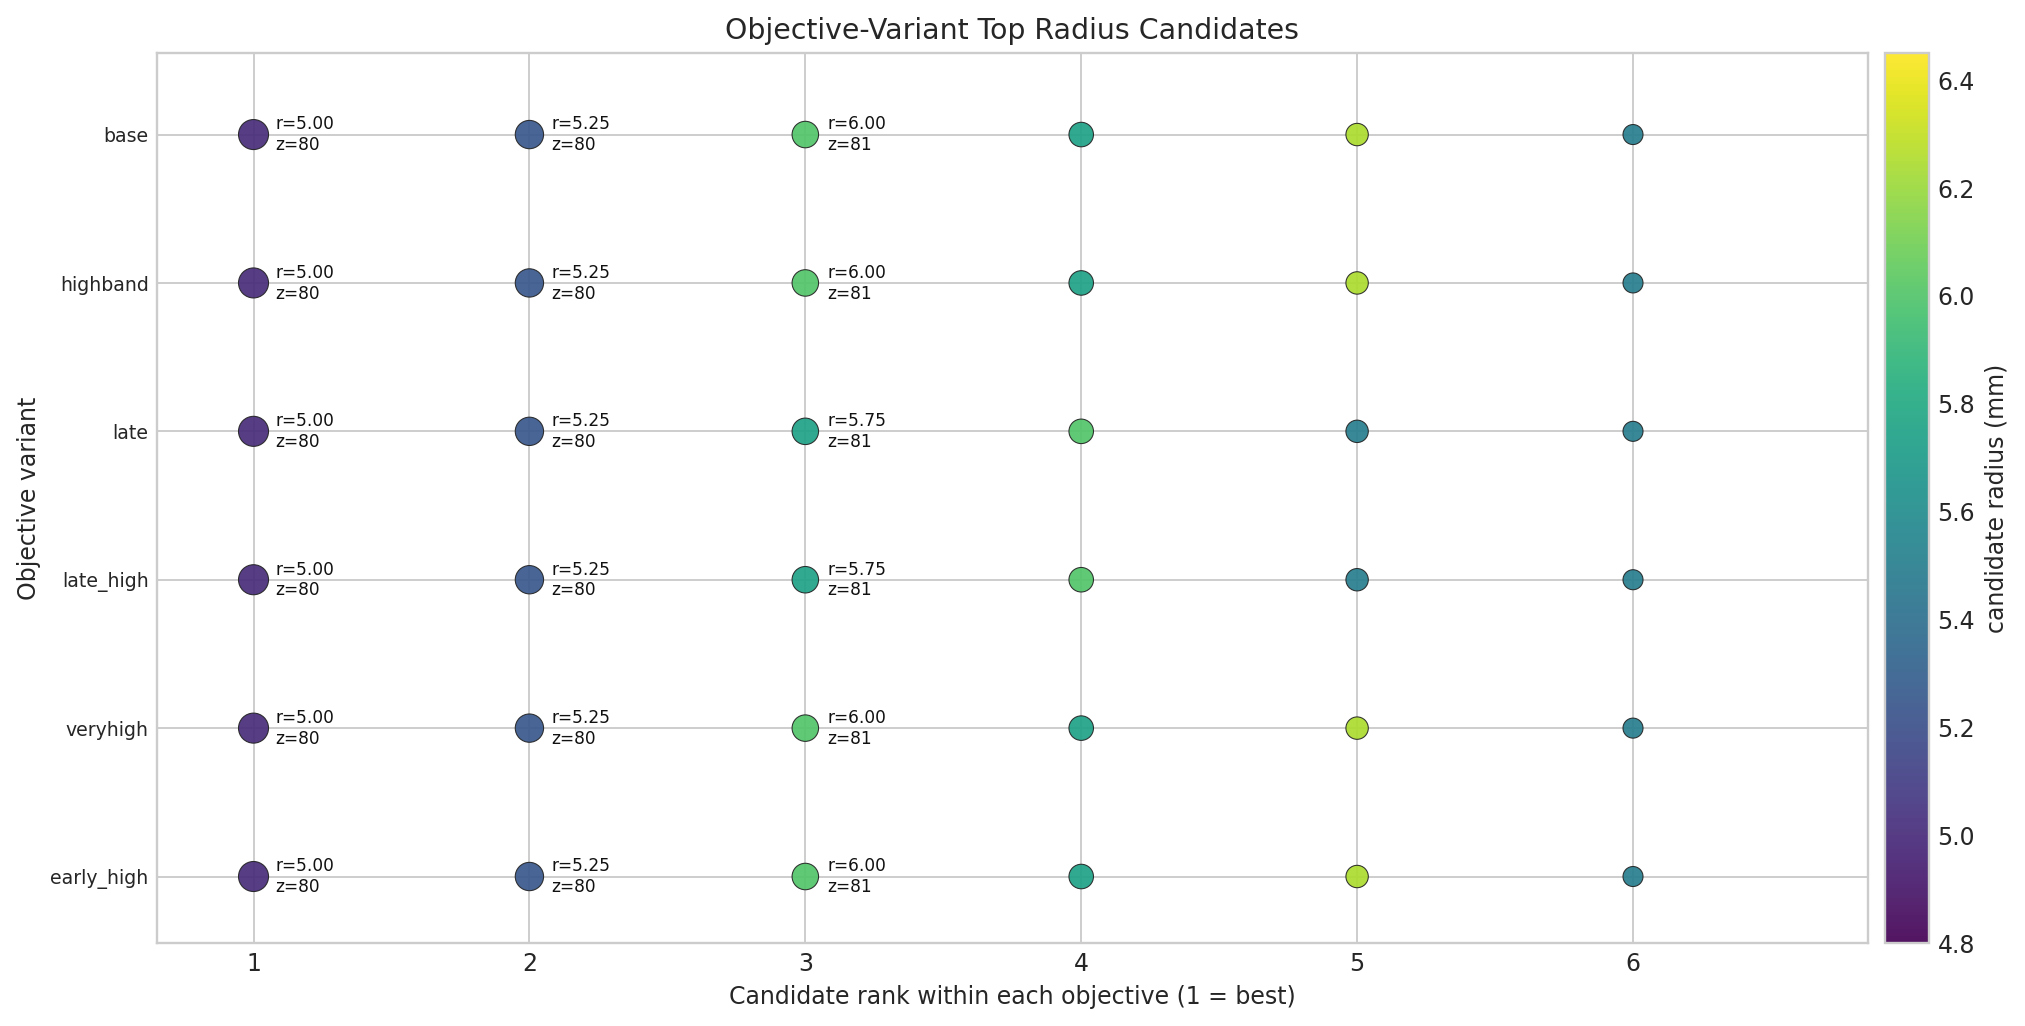 Objective-Variant Top Radius Candidates
Objective variant
base
r=5.00
z=80
r=5.25
z=80
r=6.00
z=81
highband
r=5.00
z=80
r=5.25
z=80
r=6.00
z=81
late
r=5.00
z=80
r=5.25
z=80
r=5.75
z=81
late_high
r=5.00
z=80
r=5.25
z=80
r=5.75
z=81
veryhigh
r=5.00
z=80
r=5.25
z=80
r=6.00
z=81
early_high
r=5.00
z=80
r=5.25
z=80
r=6.00
z=81
1
2
3
4
5
6
Candidate rank within each objective (1 = best)
6.4
6.2
6.0
5.8
5.6
5.4
5.2
5.0
4.8
candidate radius (mm)